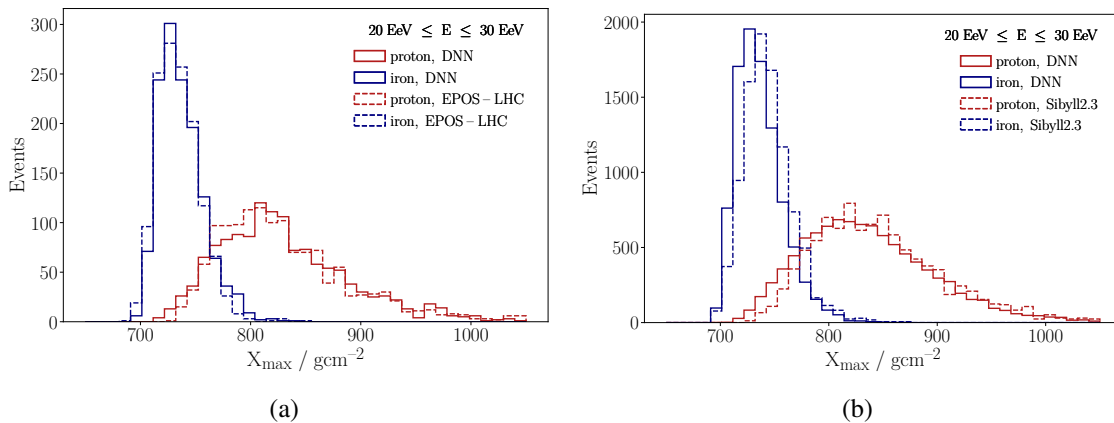 20 EeV ≤ E ≤ 30 EeV
proton, DNN
iron, DNN
proton, EPOS – LHC
iron, EPOS – LHC
Events
300
250
200
150
100
50
0
700
800
900
1000
X_max / gcm⁻²
(a)
20 EeV ≤ E ≤ 30 EeV
proton, DNN
iron, DNN
proton, Sibyll2.3
iron, Sibyll2.3
Events
2000
1500
1000
500
0
700
800
900
1000
X_max / gcm⁻²
(b)